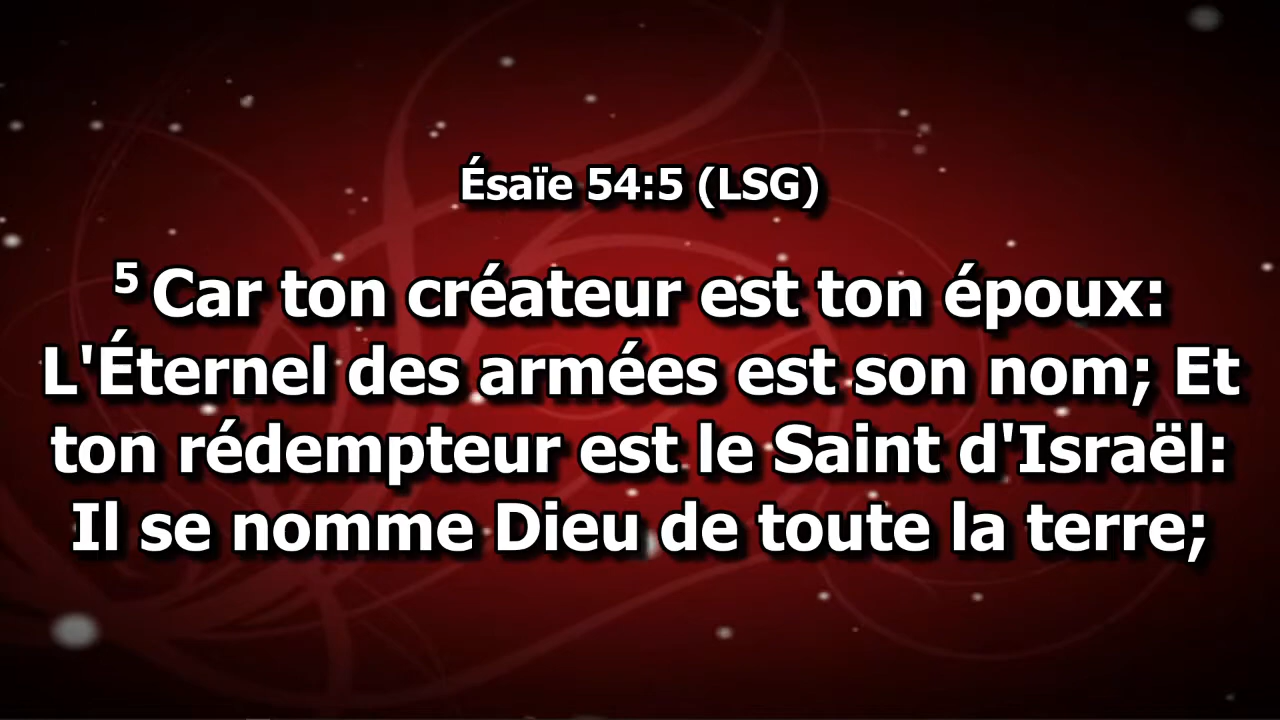 Ésaïe 54:5 (LSG)
5 Car ton créateur est ton époux:
L'Éternel des armées est son nom; Et
ton rédempteur est le Saint d'Israël:
Il se nomme Dieu de toute la terre;